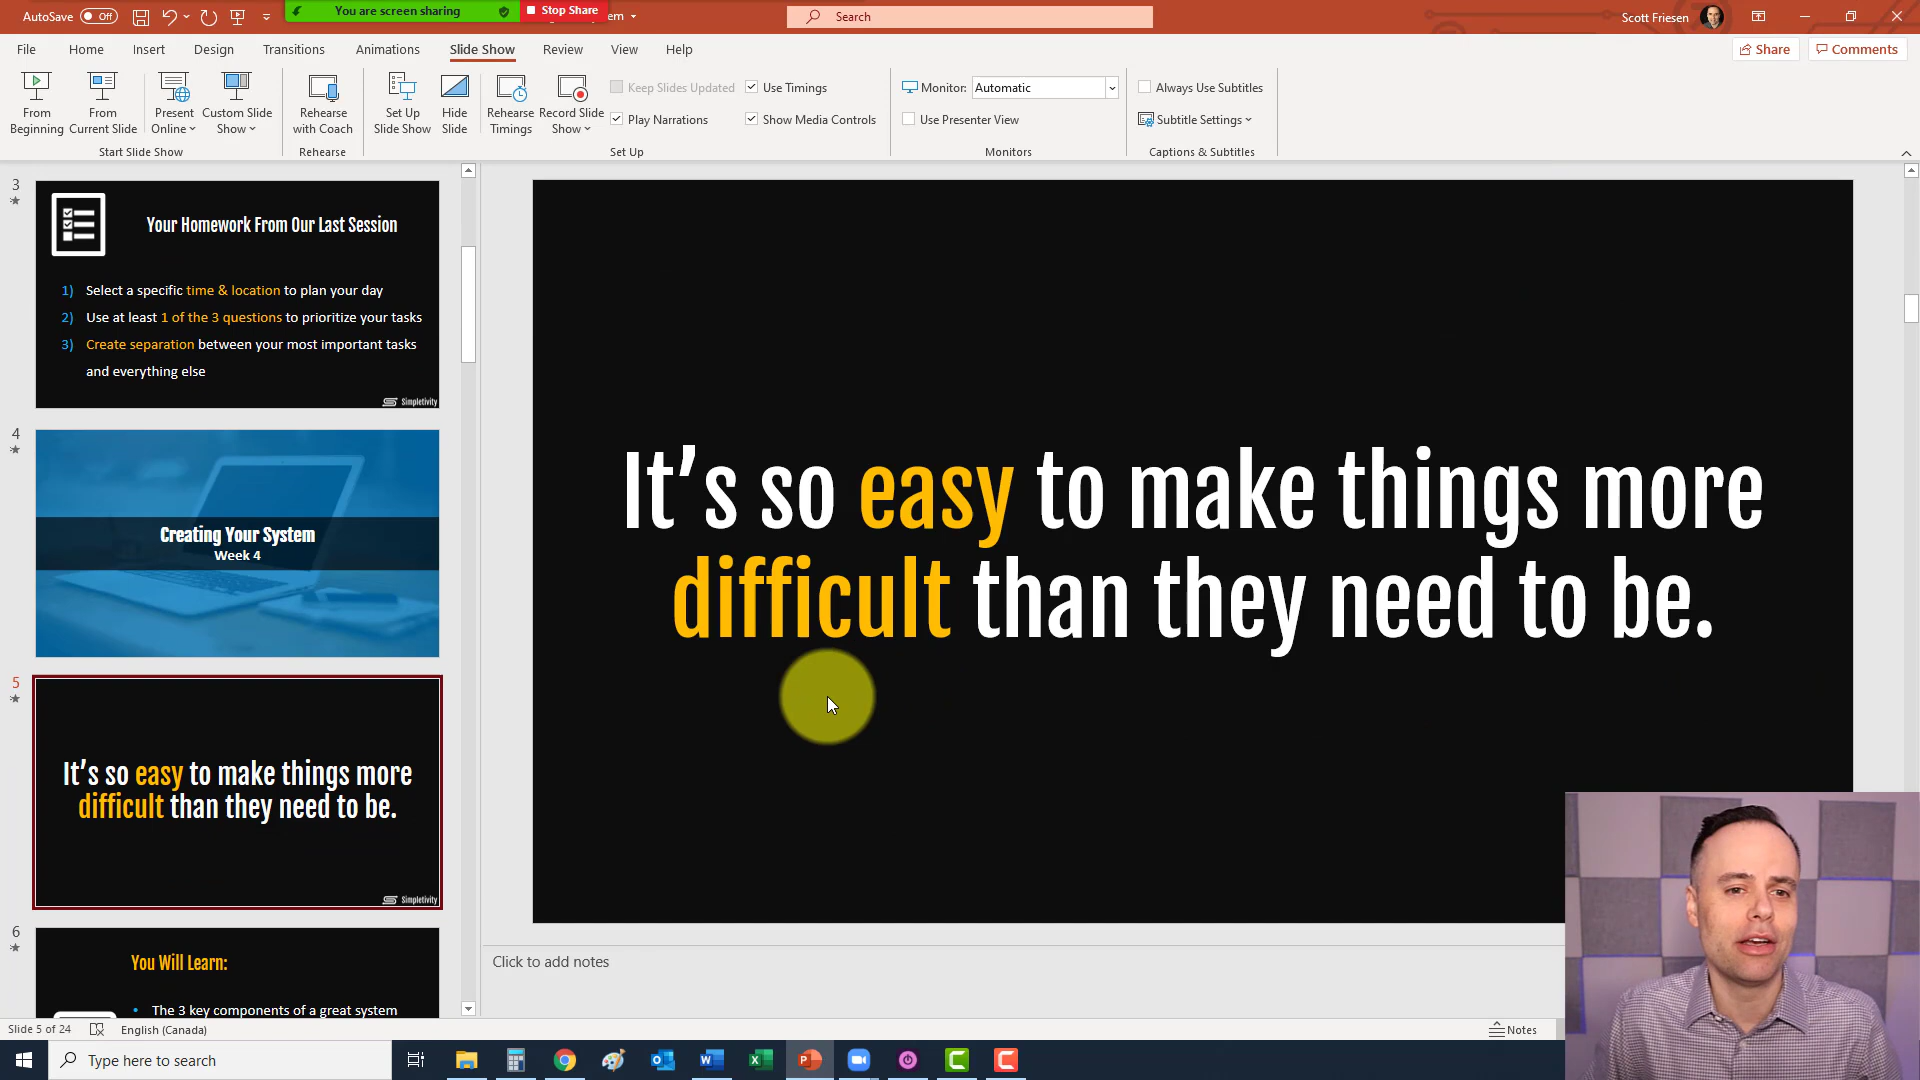 AutoSave Off
You are screen sharing
Stop Share
Search
Scott Friesen
File Home Insert Design Transitions Animations Slide Show Review View Help
Share
Comments
From Beginning
From Current Slide
Present Online
Custom Slide Show
Start Slide Show
Rehearse with Coach
Rehearse
Set Up Slide Show
Hide Slide
Rehearse Timings
Record Slide Show
Keep Slides Updated
Play Narrations
Use Timings
Show Media Controls
Set Up
Monitor: Automatic
Use Presenter View
Monitors
Always Use Subtitles
Subtitle Settings
Captions & Subtitles
3
Your Homework From Our Last Session
1) Select a specific time & location to plan your day
2) Use at least 1 of the 3 questions to prioritize your tasks
3) Create separation between your most important tasks
and everything else
Simpletivity
4
Creating Your System
Week 4
5
It's so easy to make things more
difficult than they need to be.
Simpletivity
6
You Will Learn:
• The 3 key components of a great system
It's so easy to make things more
difficult than they need to be.
Click to add notes
Slide 5 of 24
English (Canada)
Notes
Type here to search